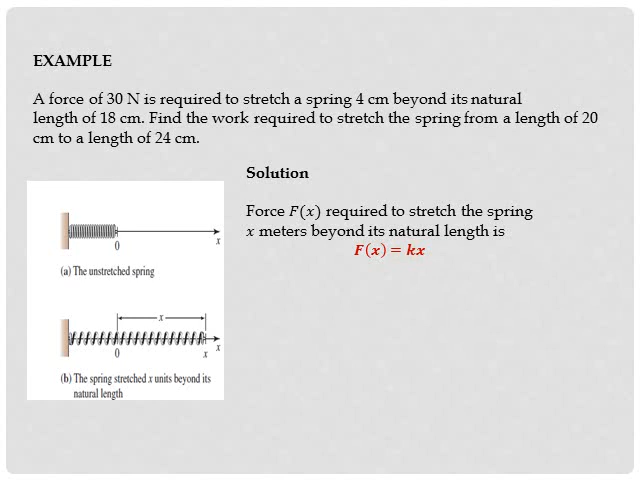 EXAMPLE
A force of 30 N is required to stretch a spring 4 cm beyond its natural
length of 18 cm. Find the work required to stretch the spring from a length of 20
cm to a length of 24 cm.
Solution
Force F(x) required to stretch the spring
x meters beyond its natural length is
F(x) = kx
0
x
(a) The unstretched spring
x
0
x
x
(b) The spring stretched x units beyond its
natural length